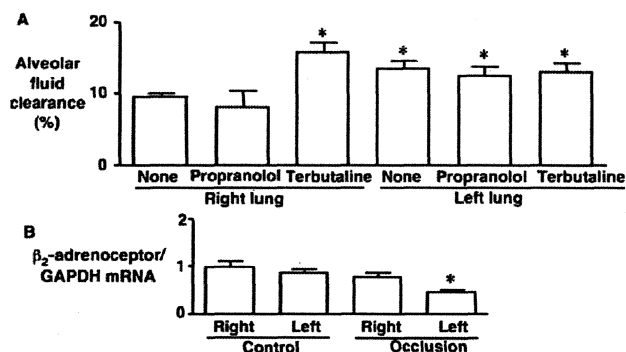 A
Alveolar
fluid
clearance
(%)
20
10
0
*
*
*
*
None Propranolol Terbutaline None Propranolol Terbutaline
Right lung Left lung
B
β2-adrenoceptor/
GAPDH mRNA
2
1
0
*
Right Left Right Left
Control Occlusion